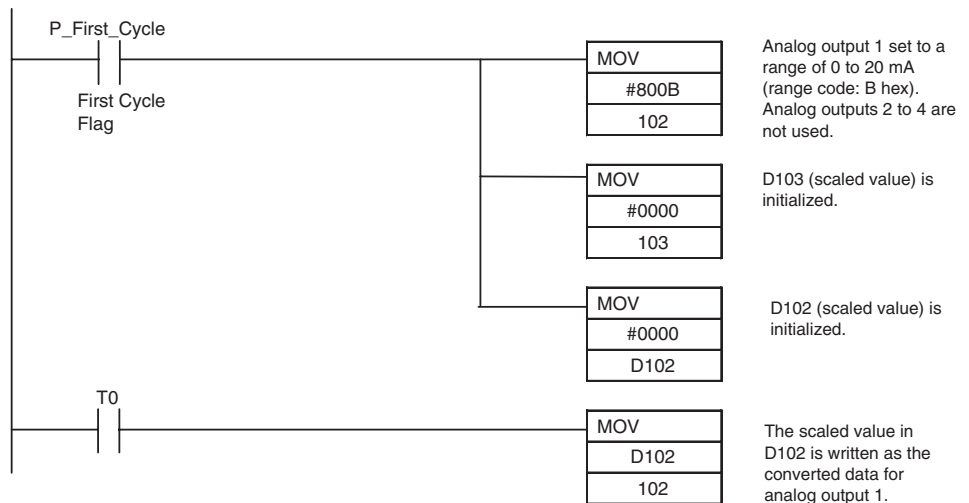 P_First_Cycle
First Cycle
Flag
MOV
#800B
102
Analog output 1 set to a
range of 0 to 20 mA
(range code: B hex).
Analog outputs 2 to 4 are
not used.
MOV
#0000
103
D103 (scaled value) is
initialized.
MOV
#0000
D102
D102 (scaled value) is
initialized.
T0
MOV
D102
102
The scaled value in
D102 is written as the
converted data for
analog output 1.